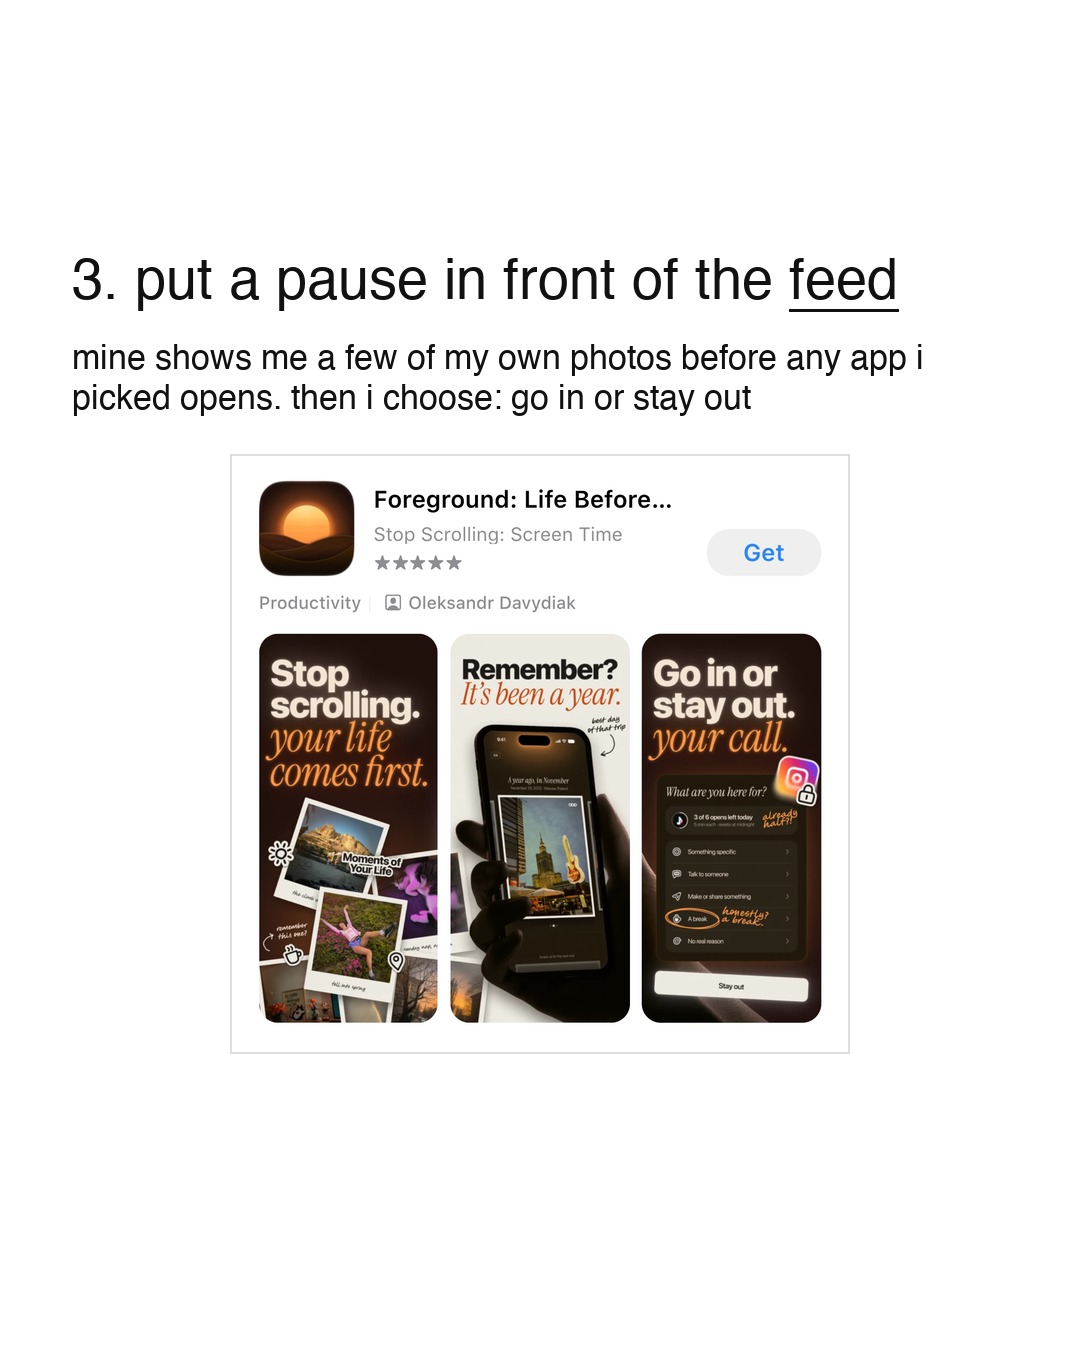 3. put a pause in front of the feed
mine shows me a few of my own photos before any app i
picked opens. then i choose: go in or stay out
Foreground: Life Before...
Stop Scrolling: Screen Time
Get
Productivity
Oleksandr Davydiak
Stop
scrolling.
your life
comes first.
Moments of
Your Life
remember
this one?
fell into spring
Remember?
It's been a year.
best day
of that trip
9:41
A year ago, in November
Go in or
stay out.
your call.
What are you here for?
3 of 6 opens left today
already
half?!
Something specific
Talk to someone
Make or share something
A break
honestly?
a break.
No real reason
Stay out